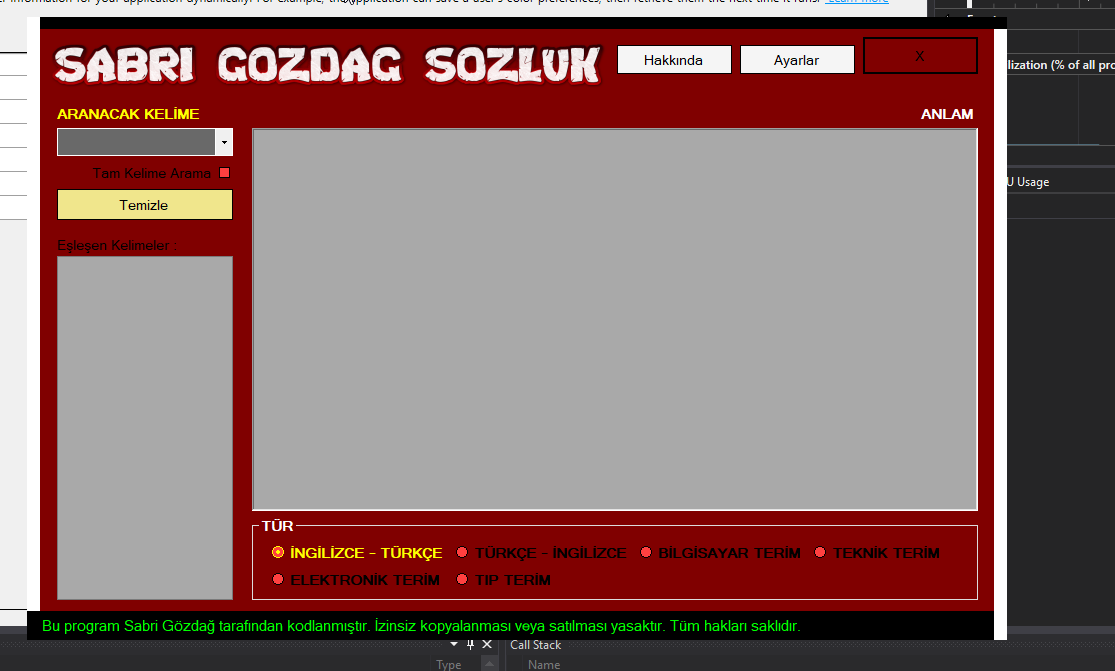 r information for your application dynamically. For example, the application can save a user's color preferences, then retrieve them the next time it runs. Learn more
SABRI GOZDAG SOZLUK
Hakkında
Ayarlar
X
lization (% of all pro
ARANACAK KELİME
ANLAM
Tam Kelime Arama
U Usage
Temizle
Eşleşen Kelimeler :
TÜR
İNGİLİZCE - TÜRKÇE
TÜRKÇE - İNGİLİZCE
BİLGİSAYAR TERİM
TEKNİK TERİM
ELEKTRONİK TERİM
TIP TERİM
Bu program Sabri Gözdağ tarafından kodlanmıştır. İzinsiz kopyalanması veya satılması yasaktır. Tüm hakları saklıdır.
Call Stack
Type
Name